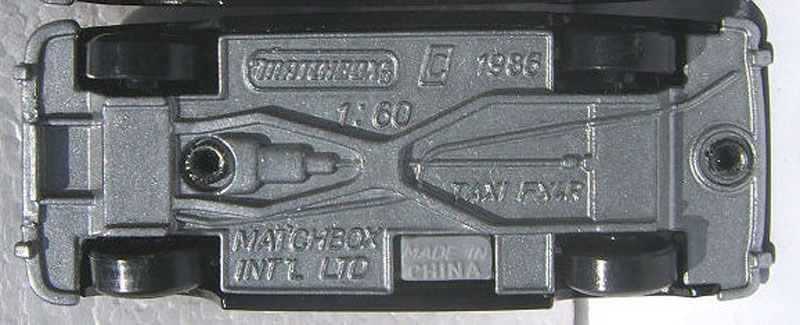 MATCHBOX © 1986
1:60
TAXI FX4R
MATCHBOX
INT'L LTD
MADE IN
CHINA